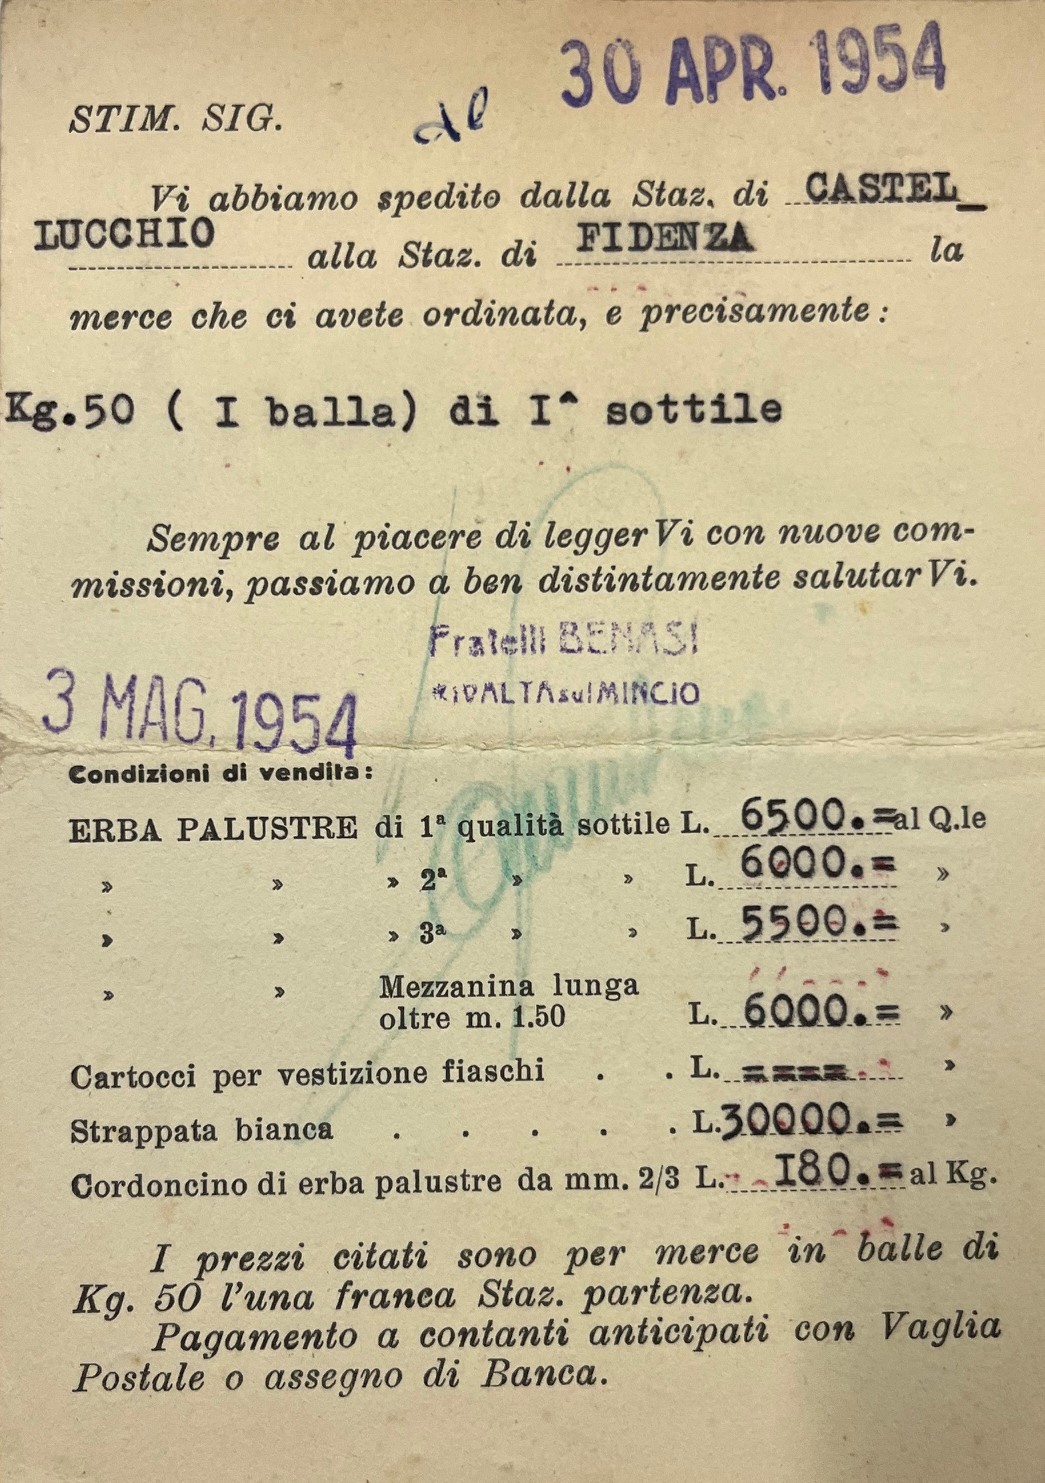 30 APR. 1954
STIM. SIG.
Vi abbiamo spedito dalla Staz. di CASTEL_
LUCCHIO alla Staz. di FIDENZA la
merce che ci avete ordinata, e precisamente :
Kg.50 ( I balla) di I^ sottile
Sempre al piacere di legger Vi con nuove com-
missioni, passiamo a ben distintamente salutar Vi.
Fratelli BENASI
RIVALTA sul MINCIO
3 MAG. 1954
Condizioni di vendita:
ERBA PALUSTRE di 1ª qualità sottile L. 6500.= al Q.le
» » » 2ª » » L. 6000.= »
» » » 3ª » » L. 5500.= »
» » Mezzanina lunga
oltre m. 1.50 L. 6000.= »
Cartocci per vestizione fiaschi . . L. ==== »
Strappata bianca . . . . . L. 30000.= »
Cordoncino di erba palustre da mm. 2/3 L. I80.= al Kg.
I prezzi citati sono per merce in balle di
Kg. 50 l'una franca Staz. partenza.
Pagamento a contanti anticipati con Vaglia
Postale o assegno di Banca.